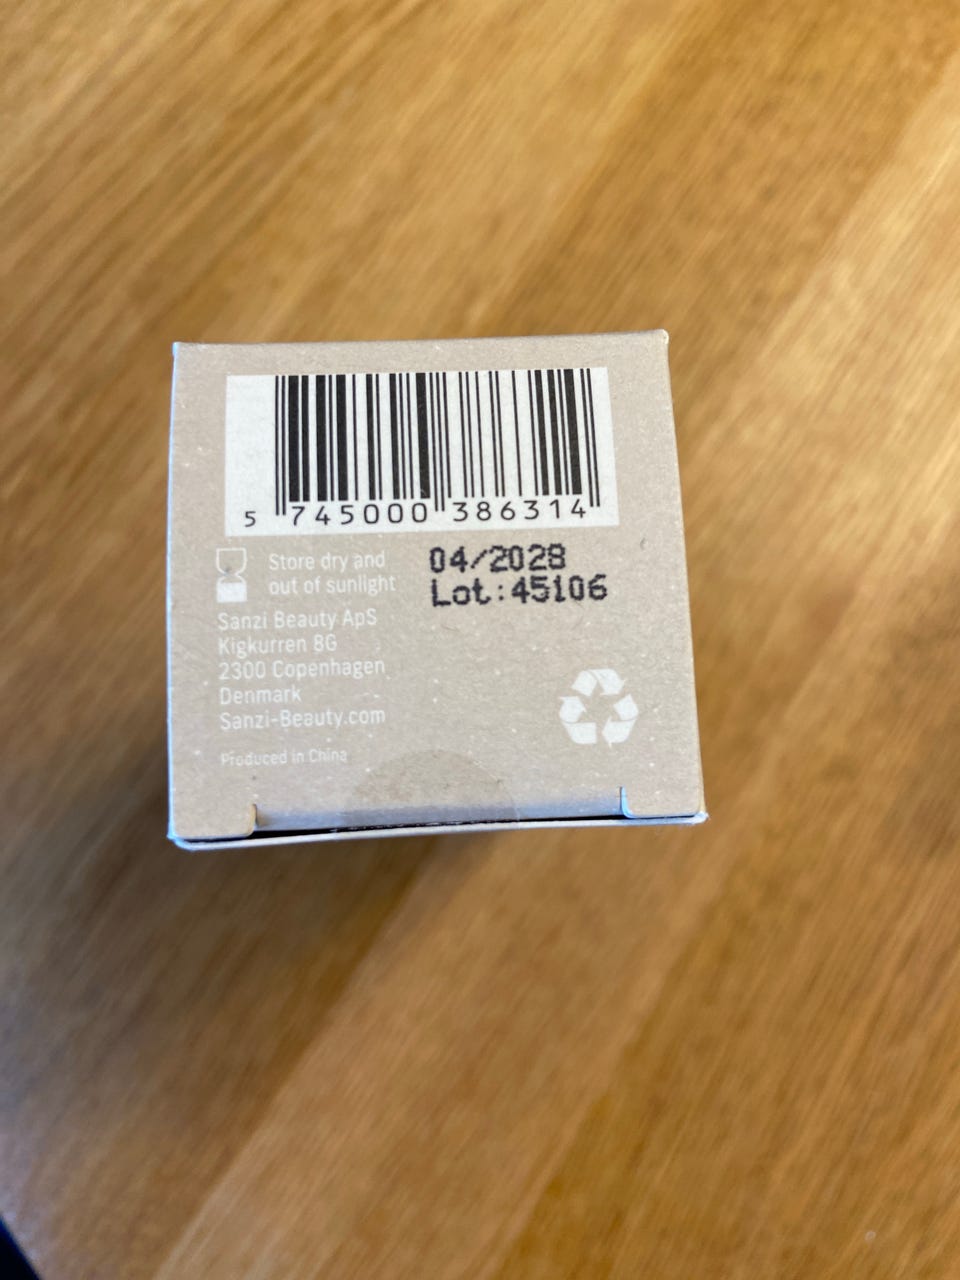 5 745000 386314
Store dry and
out of sunlight
04/2028
Lot:45106
Sanzi Beauty ApS
Kigkurren 8G
2300 Copenhagen
Denmark
Sanzi-Beauty.com
Produced in China